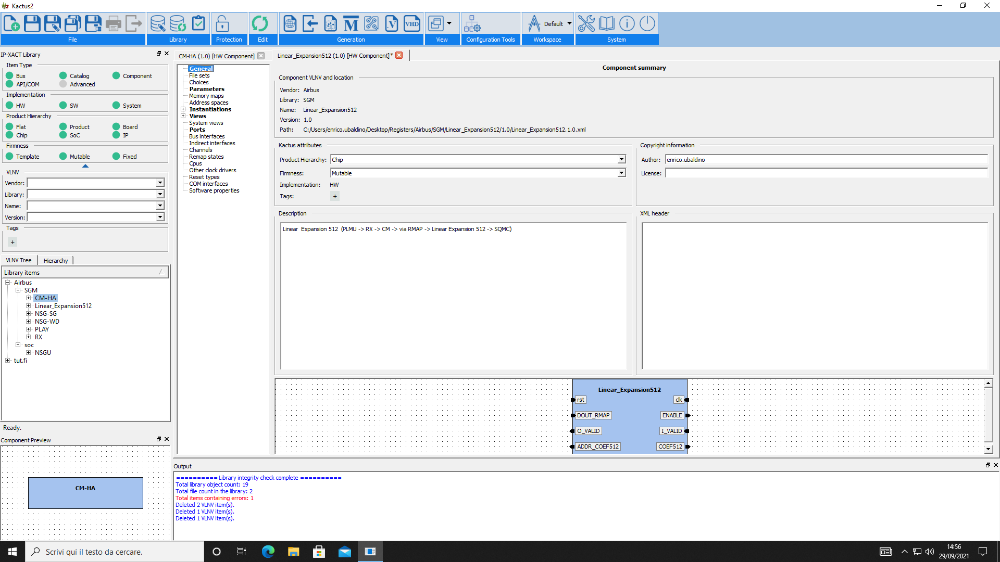 Kactus2
File
Library
Protection
Edit
Generation
View
Configuration Tools
Default
Workspace
System
M
V
VHD
IP-XACT Library
Item Type
Bus
Catalog
Component
API/COM
Advanced
Implementation
HW
SW
System
Product Hierarchy
Flat
Product
Board
Chip
SoC
IP
Firmness
Template
Mutable
Fixed
VLNV
Vendor:
Library:
Name:
Version:
Tags
+
VLNV Tree
Hierarchy
Library items
Airbus
SGM
CM-HA
Linear_Expansion512
NSG-SG
NSG-WD
PLAY
RX
soc
NSGU
tut.fi
Ready.
Component Preview
CM-HA
CM-HA (1.0) [HW Component]
Linear_Expansion512 (1.0) [HW Component]*
General
File sets
Choices
Parameters
Memory maps
Address spaces
Instantiations
Views
System views
Ports
Bus interfaces
Indirect interfaces
Channels
Remap states
Cpus
Other clock drivers
Reset types
COM interfaces
Software properties
Component summary
Component VLNV and location
Vendor: Airbus
Library: SGM
Name: Linear_Expansion512
Version: 1.0
Path: C:/Users/enrico.ubaldino/Desktop/Registers/Airbus/SGM/Linear_Expansion512/1.0/Linear_Expansion512.1.0.xml
Kactus attributes
Product Hierarchy: Chip
Firmness: Mutable
Implementation: HW
Tags: +
Copyright information
Author: enrico.ubaldino
License:
Description
Linear Expansion 512 (PLMU -> RX -> CM -> via RMAP -> Linear Expansion 512 -> SQMC)
XML header
Linear_Expansion512
rst
clk
DOUT_RMAP
ENABLE
O_VALID
I_VALID
ADDR_COEF512
COEF512
Output
========== Library integrity check complete ==========
Total library object count: 19
Total file count in the library: 2
Total items containing errors: 1
Deleted 2 VLNV item(s).
Deleted 1 VLNV item(s).
Deleted 1 VLNV item(s).
Scrivi qui il testo da cercare.
14:56
29/09/2021